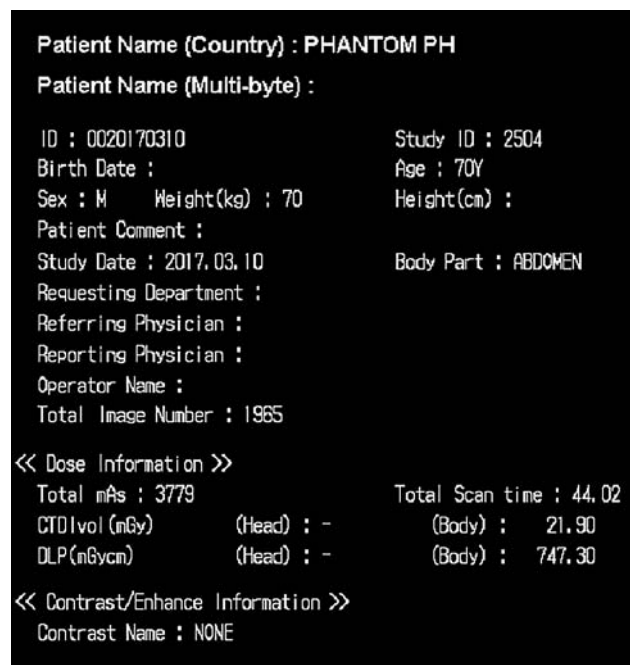 Patient Name (Country) : PHANTOM PH
Patient Name (Multi-byte) :
ID : 0020170310 Study ID : 2504
Birth Date : Age : 70Y
Sex : M Weight(kg) : 70 Height(cm) :
Patient Comment :
Study Date : 2017.03.10 Body Part : ABDOMEN
Requesting Department :
Referring Physician :
Reporting Physician :
Operator Name :
Total Image Number : 1965
<< Dose Information >>
Total mAs : 3779 Total Scan time : 44.02
CTDIvol(mGy) (Head) : - (Body) : 21.90
DLP(mGycm) (Head) : - (Body) : 747.30
<< Contrast/Enhance Information >>
Contrast Name : NONE